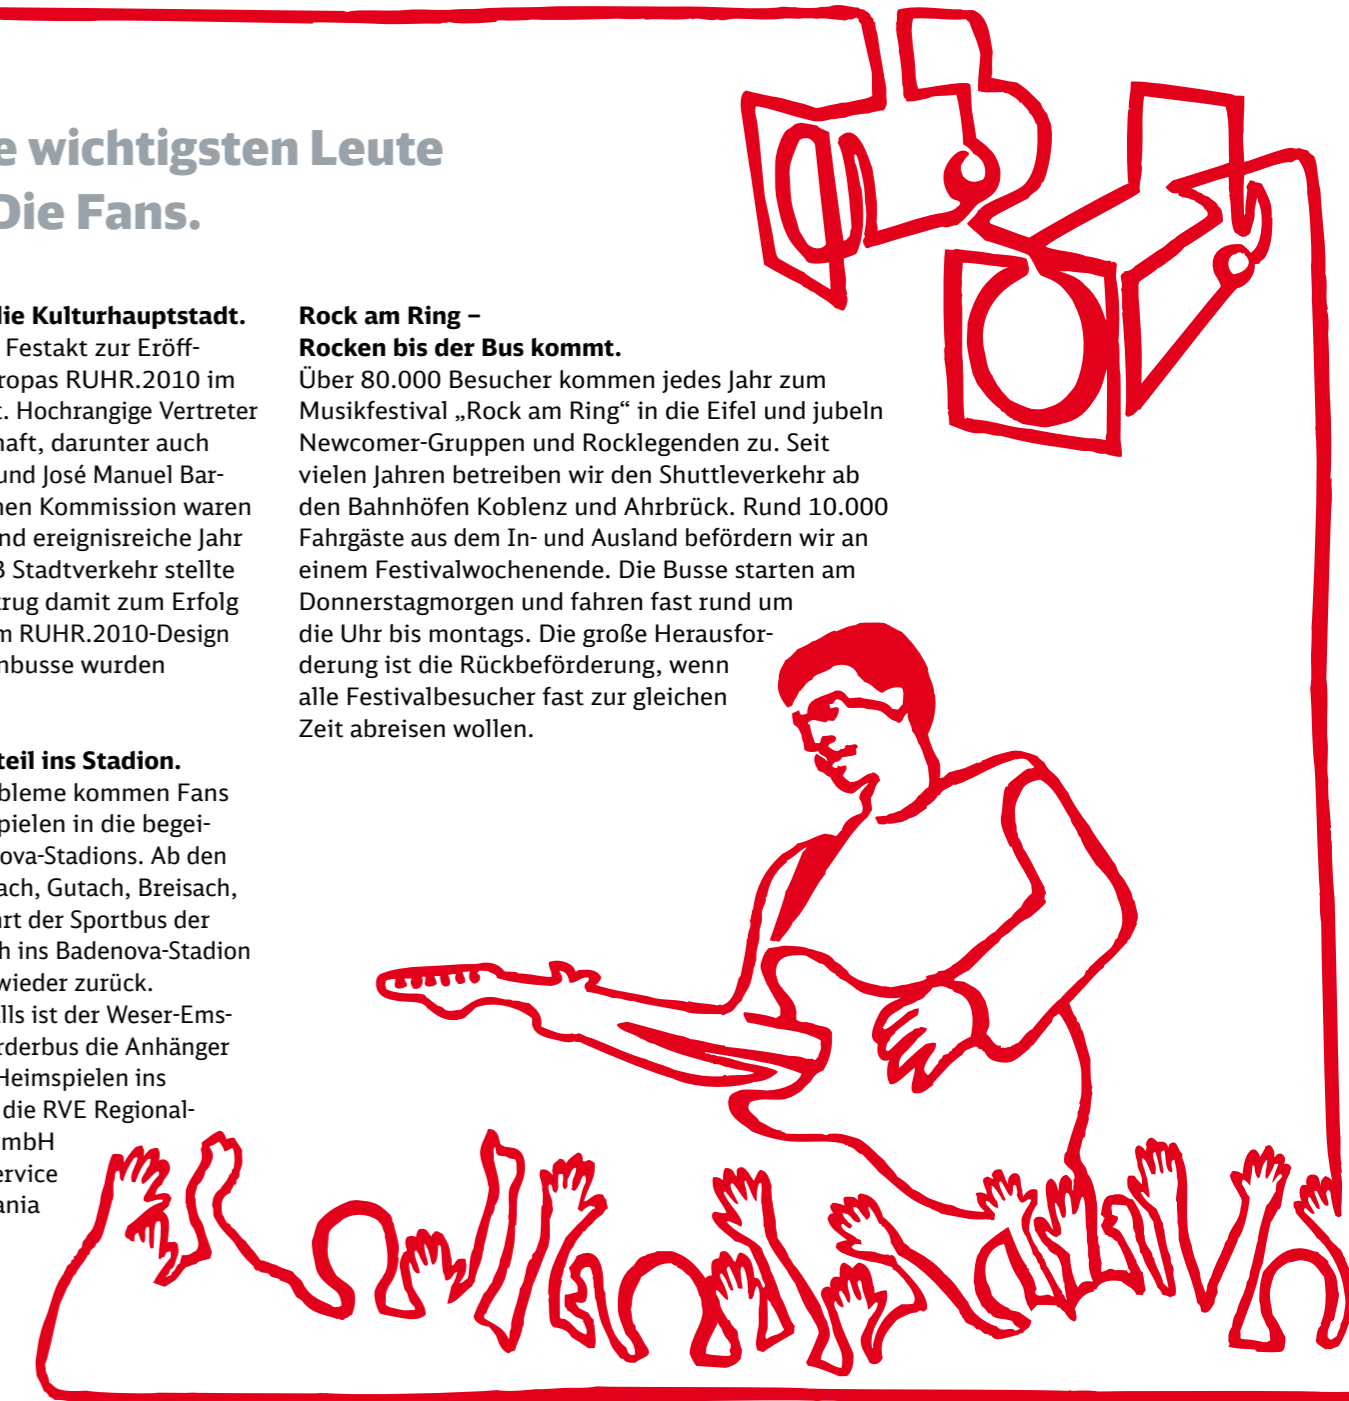 e wichtigsten Leute
Die Fans.
die Kulturhauptstadt.
Festakt zur Eröff-
ropas RUHR.2010 im
t. Hochrangige Vertreter
haft, darunter auch
und José Manuel Bar-
hen Kommission waren
nd ereignisreiche Jahr
B Stadtverkehr stellte
rug damit zum Erfolg
m RUHR.2010-Design
nbusse wurden
teil ins Stadion.
bleme kommen Fans
pielen in die begei-
ova-Stadions. Ab den
ach, Gutach, Breisach,
hrt der Sportbus der
h ins Badenova-Stadion
wieder zurück.
lls ist der Weser-Ems-
rderbus die Anhänger
Heimspielen ins
die RVE Regional-
mbH
ervice
ania
Rock am Ring –
Rocken bis der Bus kommt.
Über 80.000 Besucher kommen jedes Jahr zum
Musikfestival „Rock am Ring“ in die Eifel und jubeln
Newcomer-Gruppen und Rocklegenden zu. Seit
vielen Jahren betreiben wir den Shuttleverkehr ab
den Bahnhöfen Koblenz und Ahrbrück. Rund 10.000
Fahrgäste aus dem In- und Ausland befördern wir an
einem Festivalwochenende. Die Busse starten am
Donnerstagmorgen und fahren fast rund um
die Uhr bis montags. Die große Herausfor-
derung ist die Rückbeförderung, wenn
alle Festivalbesucher fast zur gleichen
Zeit abreisen wollen.